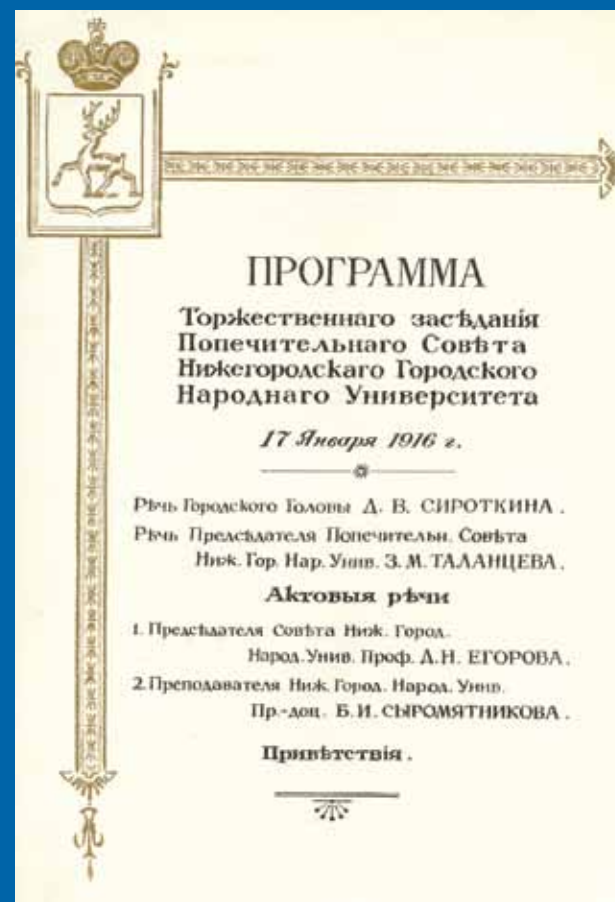 ПРОГРАММА
Торжественнаго засѣданія
Попечительнаго Совѣта
Нижегородскаго Городского
Народнаго Университета
17 Января 1916 г.
Рѣчь Городского Головы Д. В. СИРОТКИНА.
Рѣчь Предсѣдателя Попечительн. Совѣта
Ниж. Гор. Нар. Унив. З. М. ТАЛАНЦЕВА.
Актовыя рѣчи
1. Предсѣдателя Совѣта Ниж. Город.
Народ. Унив. Проф. Д. Н. ЕГОРОВА.
2. Преподавателя Ниж. Город. Народ. Унив.
Пр.-доц. Б. И. СЫРОМЯТНИКОВА.
Привѣтствія.